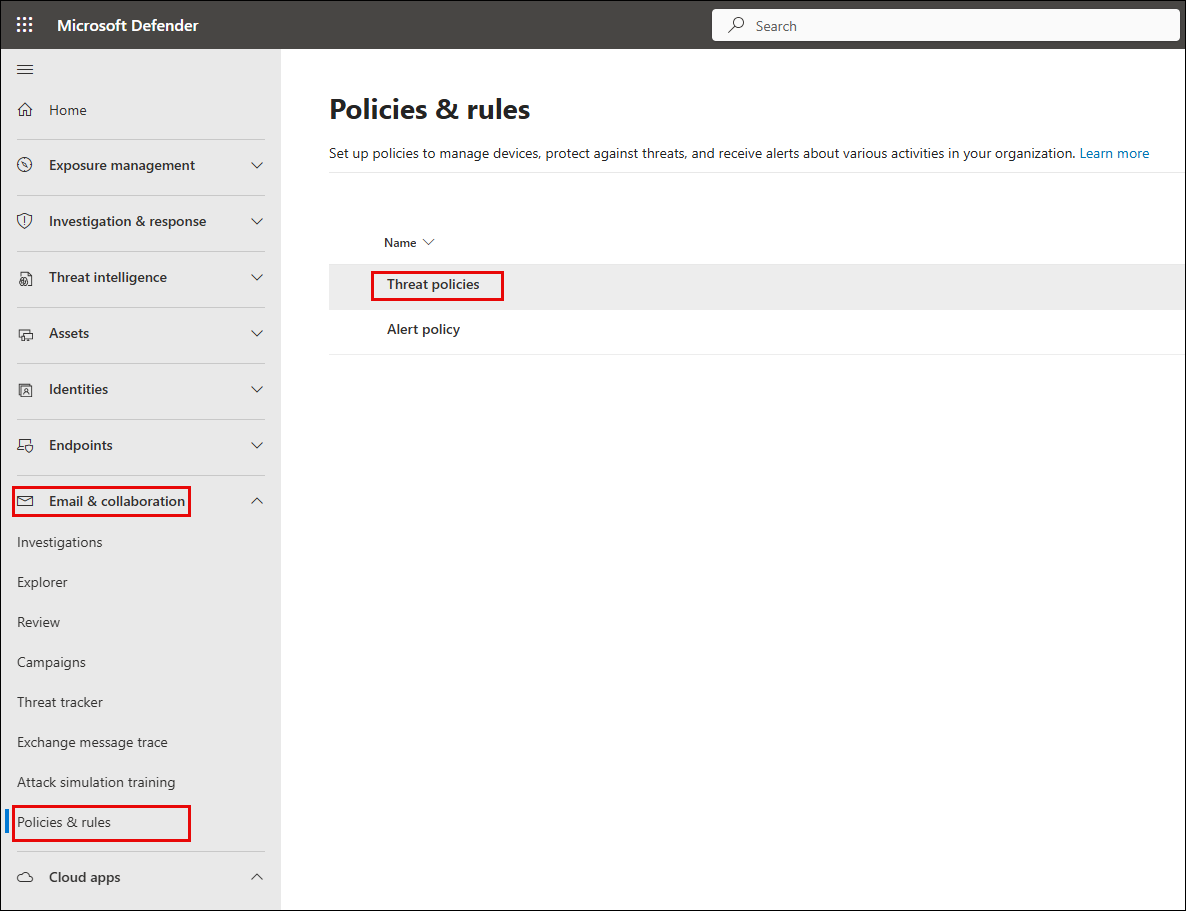 Microsoft Defender
Search
Home
Exposure management
Investigation & response
Threat intelligence
Assets
Identities
Endpoints
Email & collaboration
Investigations
Explorer
Review
Campaigns
Threat tracker
Exchange message trace
Attack simulation training
Policies & rules
Cloud apps
Policies & rules
Set up policies to manage devices, protect against threats, and receive alerts about various activities in your organization. Learn more
Name
Threat policies
Alert policy